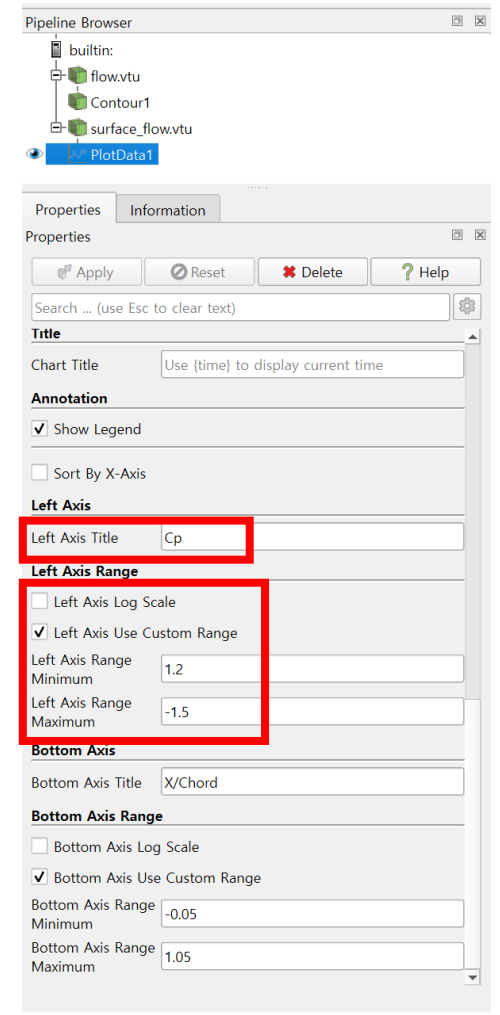 Pipeline Browser
builtin:
flow.vtu
Contour1
surface_flow.vtu
PlotData1
Properties Information
Properties
Apply Reset Delete Help
Search ... (use Esc to clear text)
Title
Chart Title Use {time} to display current time
Annotation
Show Legend
Sort By X-Axis
Left Axis
Left Axis Title Cp
Left Axis Range
Left Axis Log Scale
Left Axis Use Custom Range
Left Axis Range
Minimum 1.2
Left Axis Range
Maximum -1.5
Bottom Axis
Bottom Axis Title X/Chord
Bottom Axis Range
Bottom Axis Log Scale
Bottom Axis Use Custom Range
Bottom Axis Range
Minimum -0.05
Bottom Axis Range
Maximum 1.05